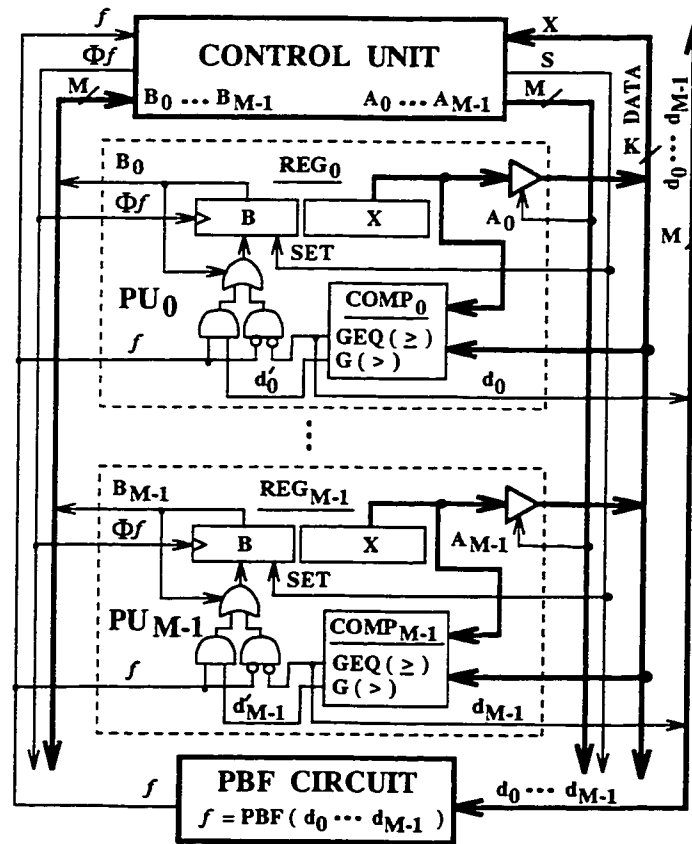 f
CONTROL UNIT
X
Φf
S
M
B0 ··· BM-1
A0 ··· AM-1
M
K DATA
d0 ··· dM-1
M
B0
REG0
Φf
B
X
A0
SET
PU0
COMP0
GEQ (≥)
G (>)
f
d0′
d0
BM-1
REGM-1
Φf
B
X
AM-1
SET
PUM-1
COMPM-1
GEQ (≥)
G (>)
f
d′M-1
dM-1
f
PBF CIRCUIT
f = PBF( d0 ··· dM-1 )
d0 ··· dM-1